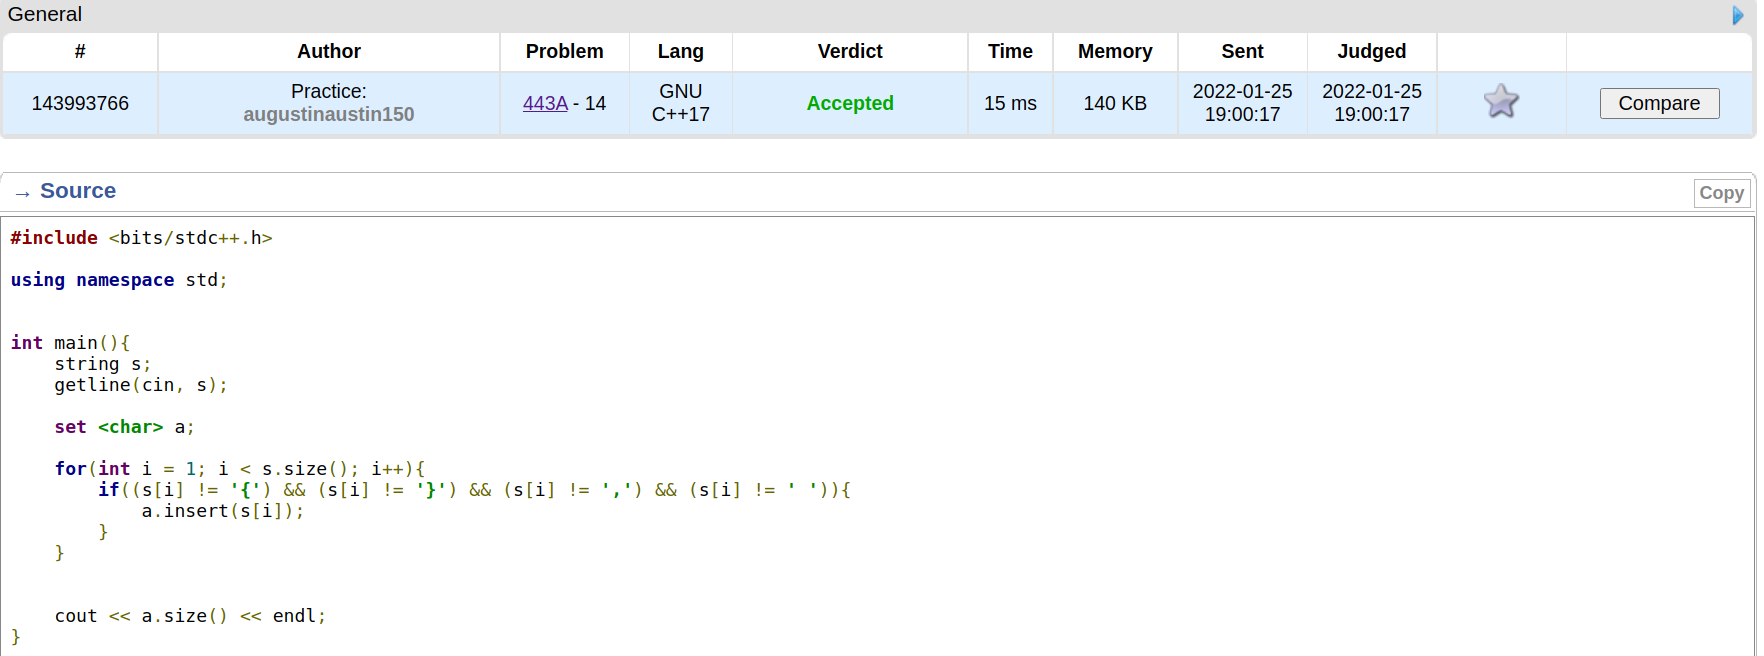 General
# Author Problem Lang Verdict Time Memory Sent Judged
143993766 Practice: augustinaustin150 443A - 14 GNU C++17 Accepted 15 ms 140 KB 2022-01-25 19:00:17 2022-01-25 19:00:17 Compare
→ Source Copy
#include <bits/stdc++.h>
using namespace std;
int main(){
    string s;
    getline(cin, s);
    set <char> a;
    for(int i = 1; i < s.size(); i++){
        if((s[i] != '{') && (s[i] != '}') && (s[i] != ',') && (s[i] != ' ')){
            a.insert(s[i]);
        }
    }
    cout << a.size() << endl;
}